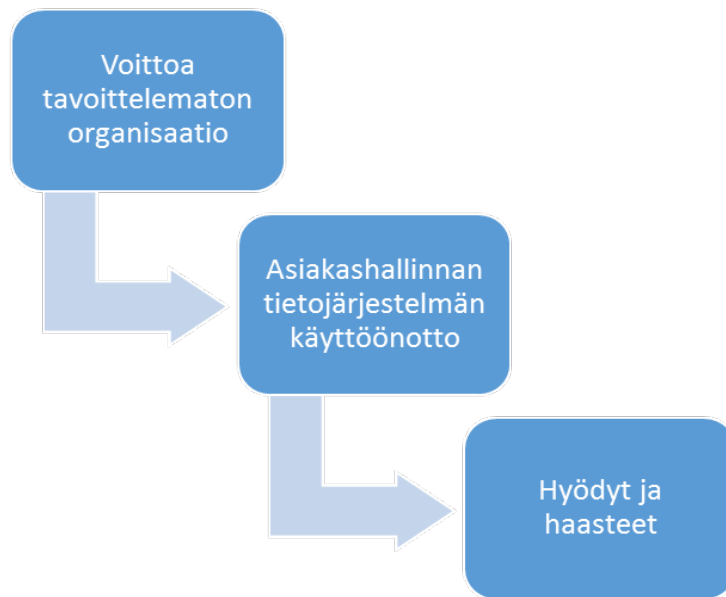 Voittoa
tavoittelematon
organisaatio
Asiakashallinnan
tietojärjestelmän
käyttöönotto
Hyödyt ja
haasteet